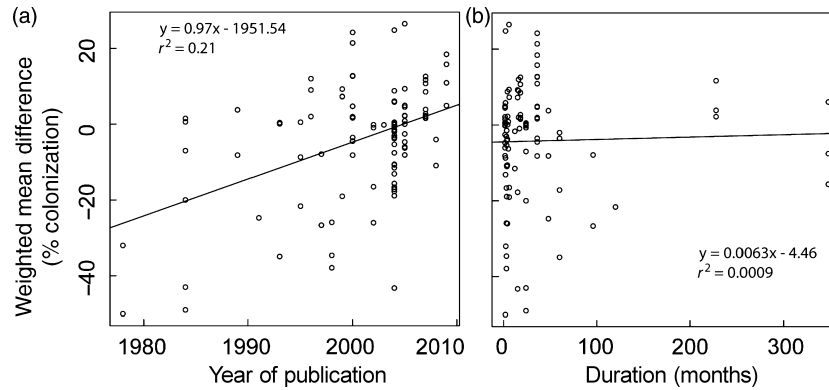 (a)
y = 0.97x - 1951.54
r² = 0.21
20
0
−20
−40
Weighted mean difference
(% colonization)
1980 1990 2000 2010
Year of publication
(b)
y = 0.0063x - 4.46
r² = 0.0009
0 100 200 300
Duration (months)